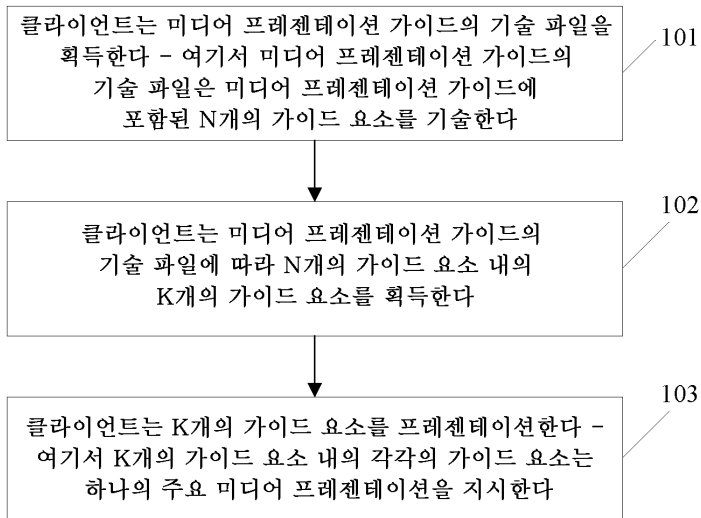 클라이언트는 미디어 프레젠테이션 가이드의 기술 파일을
획득한다 - 여기서 미디어 프레젠테이션 가이드의
기술 파일은 미디어 프레젠테이션 가이드에
포함된 N개의 가이드 요소를 기술한다
101
클라이언트는 미디어 프레젠테이션 가이드의
기술 파일에 따라 N개의 가이드 요소 내의
K개의 가이드 요소를 획득한다
102
클라이언트는 K개의 가이드 요소를 프레젠테이션한다 -
여기서 K개의 가이드 요소 내의 각각의 가이드 요소는
하나의 주요 미디어 프레젠테이션을 지시한다
103